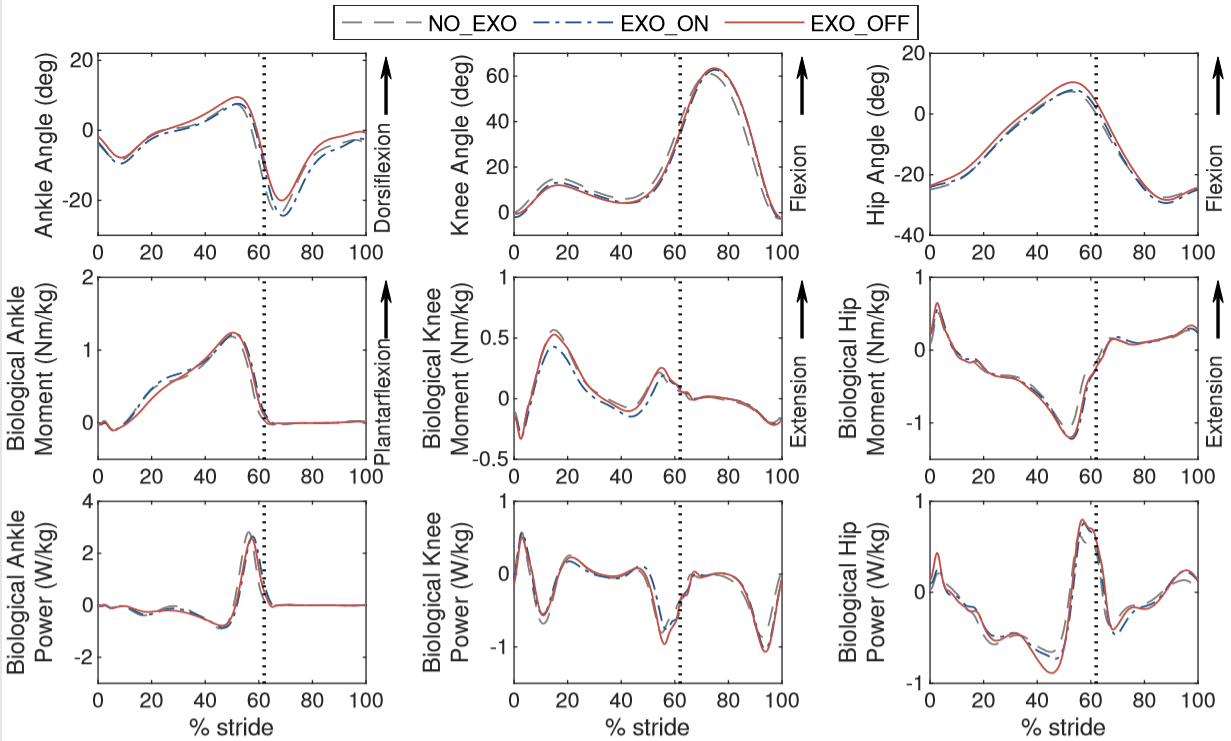 NO_EXO EXO_ON EXO_OFF
Ankle Angle (deg)
20
0
-20
0 20 40 60 80 100
Dorsiflexion
Knee Angle (deg)
60
40
20
0
0 20 40 60 80 100
Flexion
Hip Angle (deg)
20
0
-20
-40
0 20 40 60 80 100
Flexion
Biological Ankle
Moment (Nm/kg)
2
1
0
0 20 40 60 80 100
Plantarflexion
Biological Knee
Moment (Nm/kg)
1
0.5
0
-0.5
0 20 40 60 80 100
Extension
Biological Hip
Moment (Nm/kg)
1
0
-1
0 20 40 60 80 100
Extension
Biological Ankle
Power (W/kg)
4
2
0
-2
0 20 40 60 80 100
% stride
Biological Knee
Power (W/kg)
1
0
-1
0 20 40 60 80 100
% stride
Biological Hip
Power (W/kg)
1
0
-1
0 20 40 60 80 100
% stride